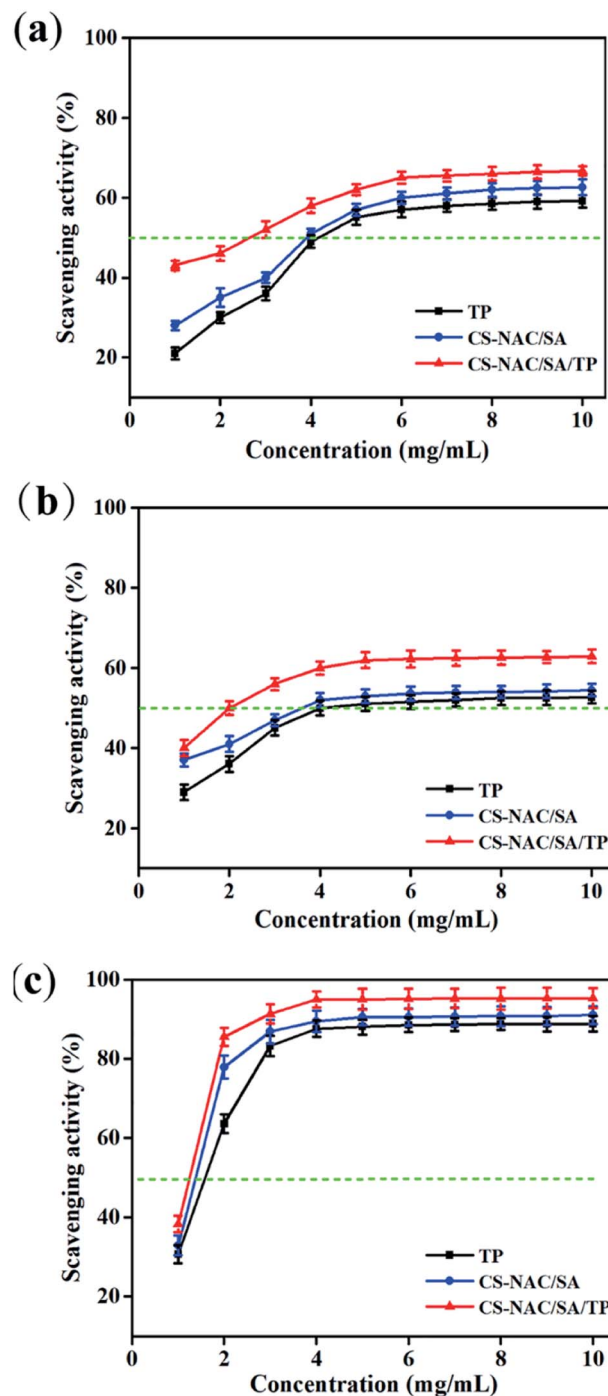 (a)
100
80
60
40
20
Scavenging activity (%)
TP
CS-NAC/SA
CS-NAC/SA/TP
0 2 4 6 8 10
Concentration (mg/mL)
(b)
100
80
60
40
20
Scavenging activity (%)
TP
CS-NAC/SA
CS-NAC/SA/TP
0 2 4 6 8 10
Concentration (mg/mL)
(c)
100
80
60
40
20
Scavenging activity (%)
TP
CS-NAC/SA
CS-NAC/SA/TP
0 2 4 6 8 10
Concentration (mg/mL)